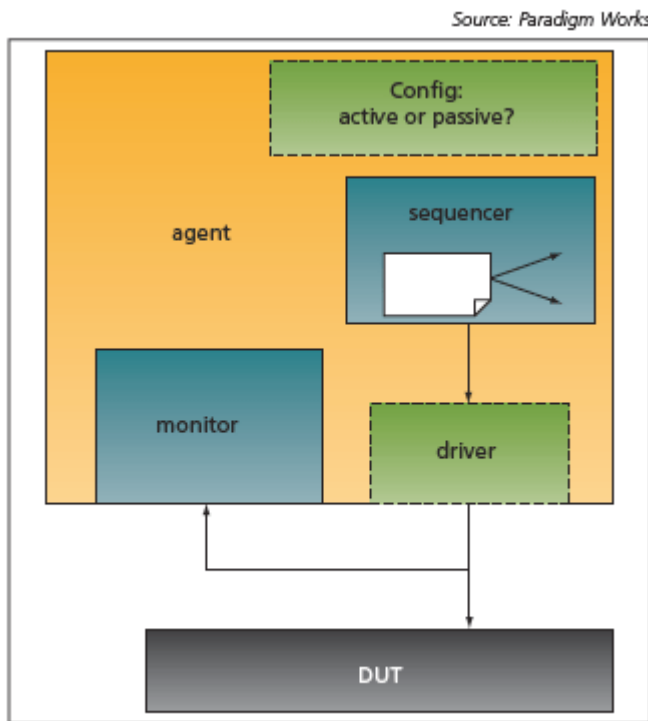 Source: Paradigm Works
Config:
active or passive?
sequencer
agent
monitor
driver
DUT